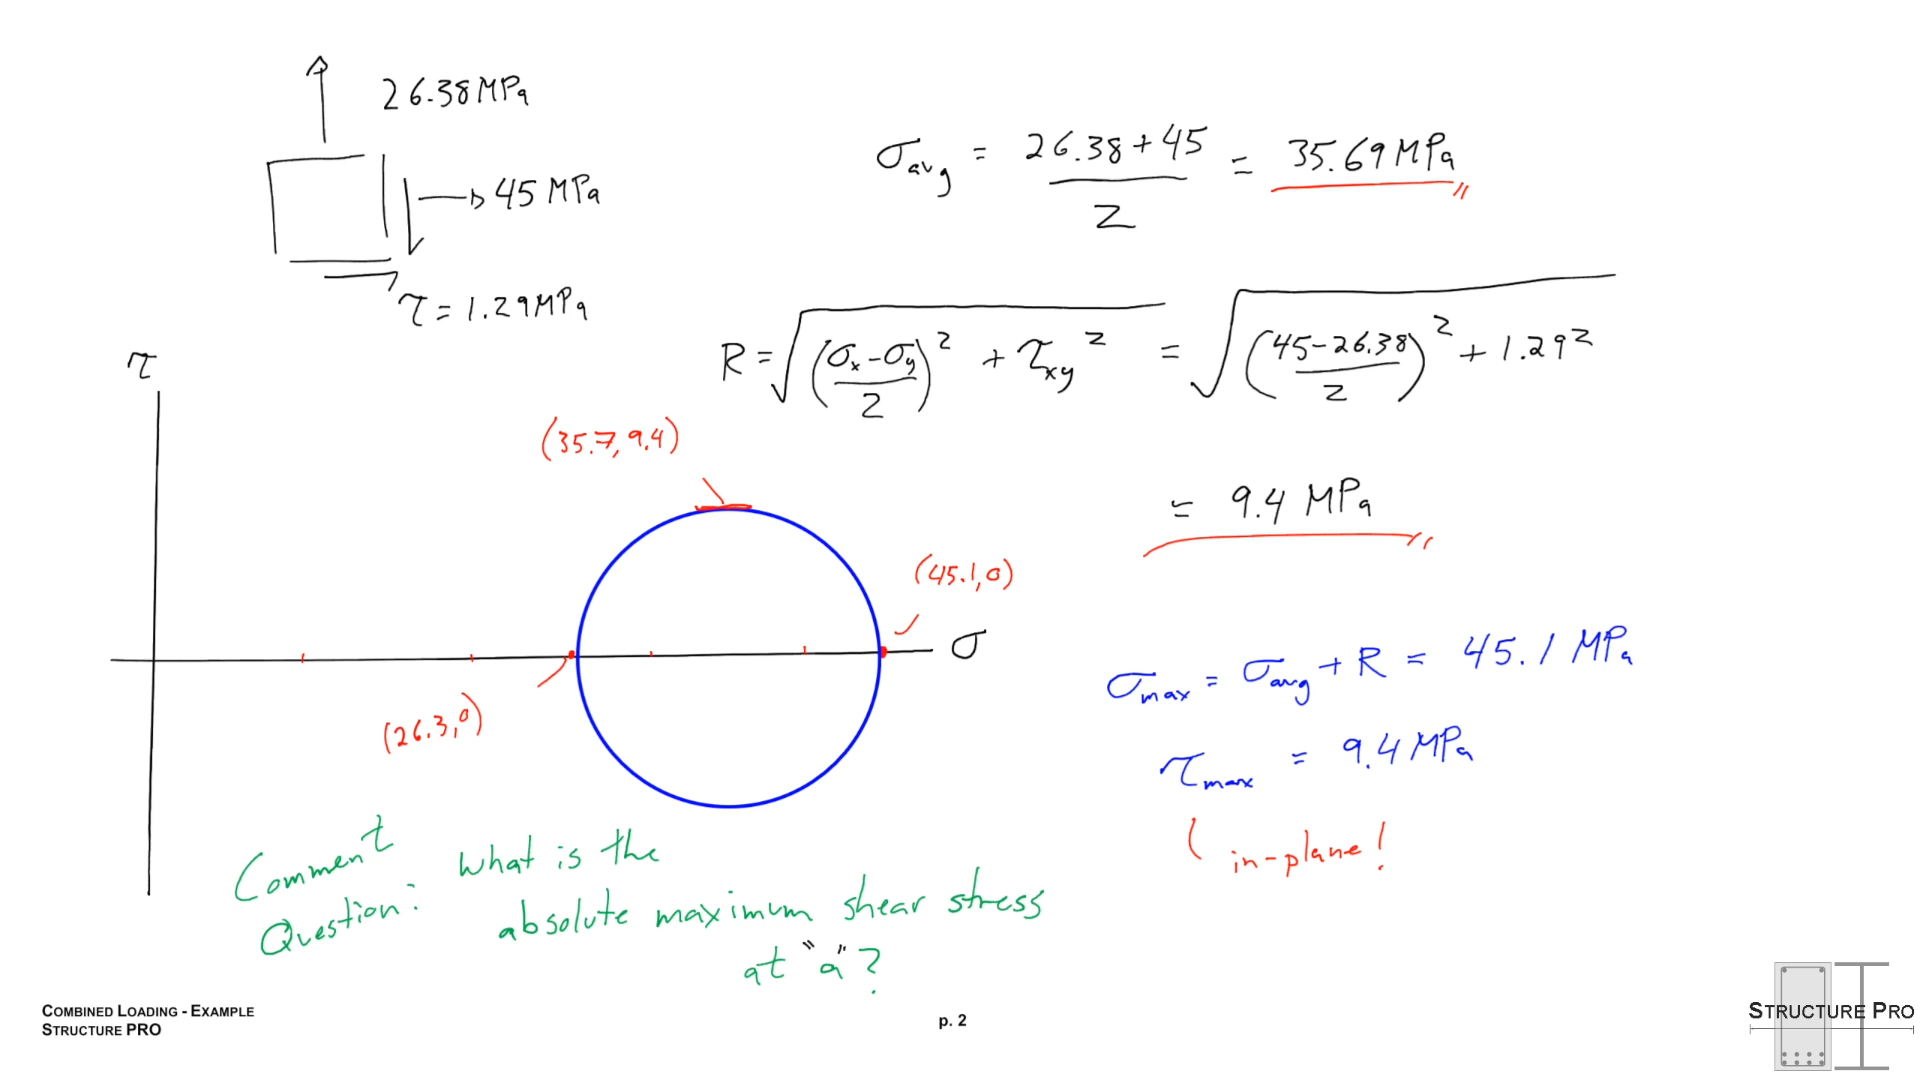 26.38 MPa
45 MPa
τ = 1.29 MPa
σavg = (26.38 + 45)/2 = 35.69 MPa
R = √(((σx - σy)/2)² + τxy²) = √(((45 - 26.38)/2)² + 1.29²)
= 9.4 MPa
τ
(35.7, 9.4)
(45.1, 0)
σ
(26.3, 0)
σmax = σavg + R = 45.1 MPa
τmax = 9.4 MPa
in-plane!
Comment
Question: What is the
absolute maximum shear stress
at "a"?
COMBINED LOADING - EXAMPLE
STRUCTURE PRO
p. 2
STRUCTURE PRO